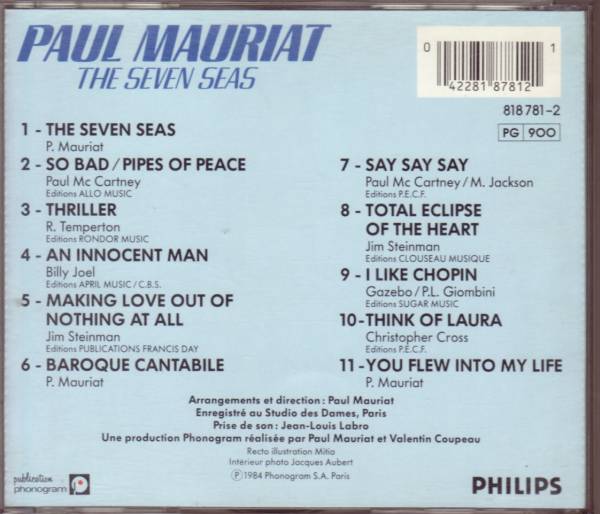 PAUL MAURIAT
THE SEVEN SEAS
0 42281 87812 1
818 781-2
PG 900
1 - THE SEVEN SEAS
P. Mauriat
2 - SO BAD / PIPES OF PEACE
Paul Mc Cartney
Editions ALLO MUSIC
3 - THRILLER
R. Temperton
Editions RONDOR MUSIC
4 - AN INNOCENT MAN
Billy Joel
Editions APRIL MUSIC / C.B.S.
5 - MAKING LOVE OUT OF
NOTHING AT ALL
Jim Steinman
Editions PUBLICATIONS FRANCIS DAY
6 - BAROQUE CANTABILE
P. Mauriat
7 - SAY SAY SAY
Paul Mc Cartney / M. Jackson
Editions P.E.C.F.
8 - TOTAL ECLIPSE
OF THE HEART
Jim Steinman
Editions CLOUSEAU MUSIQUE
9 - I LIKE CHOPIN
Gazebo / P.L. Giombini
Editions SUGAR MUSIC
10 - THINK OF LAURA
Christopher Cross
Editions P.E.C.F.
11 - YOU FLEW INTO MY LIFE
P. Mauriat
Arrangements et direction : Paul Mauriat
Enregistré au Studio des Dames, Paris
Prise de son : Jean-Louis Labro
Une production Phonogram réalisée par Paul Mauriat et Valentin Coupeau
Recto illustration Mitia
Intérieur photo Jacques Aubert
℗ 1984 Phonogram S.A. Paris
publication
phonogram
PHILIPS